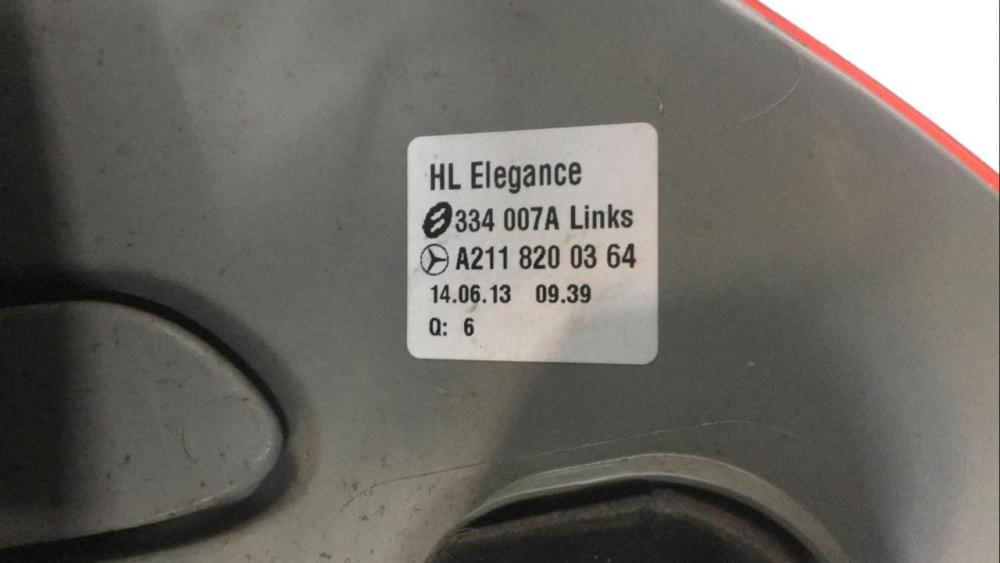 HL Elegance
334 007A Links
A211 820 03 64
14.06.13 09.39
Q: 6